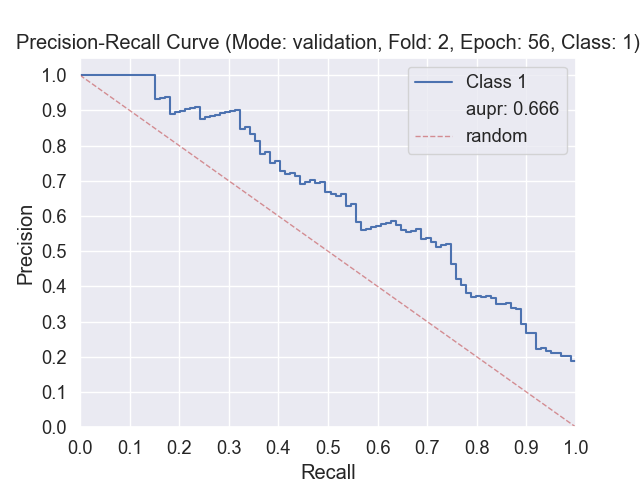 Precision-Recall Curve (Mode: validation, Fold: 2, Epoch: 56, Class: 1)
Class 1
aupr: 0.666
random
Precision
1.0
0.9
0.8
0.7
0.6
0.5
0.4
0.3
0.2
0.1
0.0
0.0 0.1 0.2 0.3 0.4 0.5 0.6 0.7 0.8 0.9 1.0
Recall